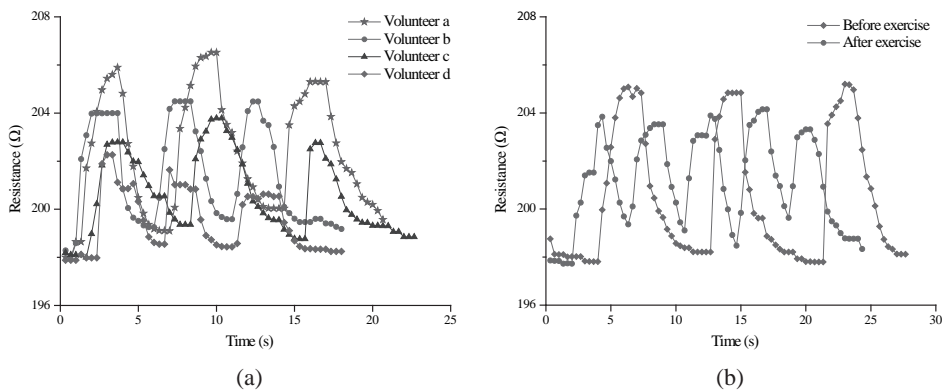 208
204
200
196
Resistance (Ω)
0 5 10 15 20 25
Time (s)
Volunteer a
Volunteer b
Volunteer c
Volunteer d
(a)
208
204
200
196
Resistance (Ω)
0 5 10 15 20 25 30
Time (s)
Before exercise
After exercise
(b)